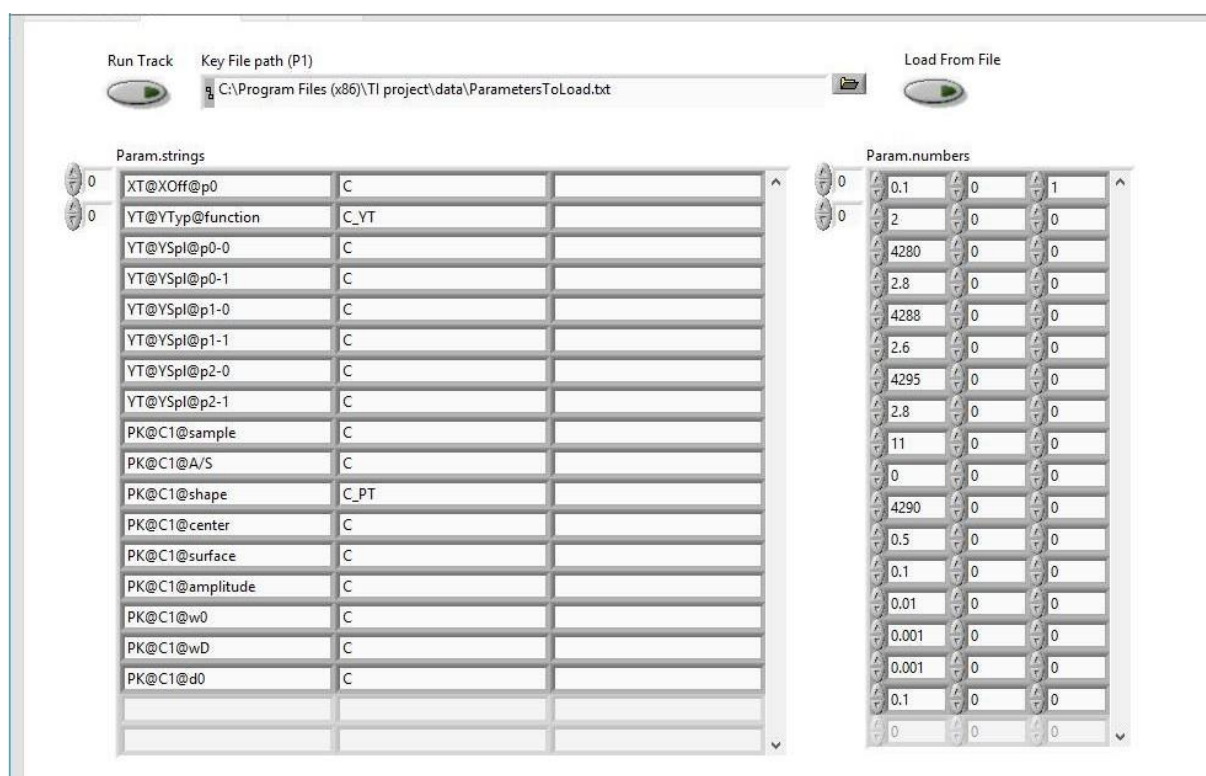 Run Track Key File path (P1) Load From File
C:\Program Files (x86)\TI project\data\ParametersToLoad.txt
Param.strings Param.numbers
0 XT@XOff@p0 C 0 0.1 0 1
0 YT@YTyp@function C_YT 0 2 0 0
YT@YSpl@p0-0 C 4280 0 0
YT@YSpl@p0-1 C 2.8 0 0
YT@YSpl@p1-0 C 4288 0 0
YT@YSpl@p1-1 C 2.6 0 0
YT@YSpl@p2-0 C 4295 0 0
YT@YSpl@p2-1 C 2.8 0 0
PK@C1@sample C 11 0 0
PK@C1@A/S C 0 0 0
PK@C1@shape C_PT 4290 0 0
PK@C1@center C 0.5 0 0
PK@C1@surface C 0.1 0 0
PK@C1@amplitude C 0.01 0 0
PK@C1@w0 C 0.001 0 0
PK@C1@wD C 0.001 0 0
PK@C1@d0 C 0.1 0 0
0 0 0